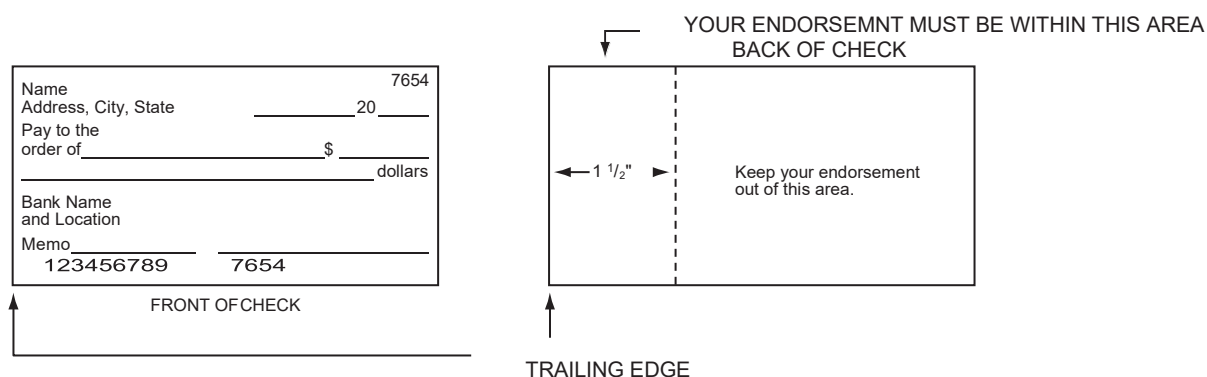 YOUR ENDORSEMNT MUST BE WITHIN THIS AREA
BACK OF CHECK
7654
Name
Address, City, State 20
Pay to the
order of $
dollars
Bank Name
and Location
Memo
123456789 7654
FRONT OFCHECK
1 1/2"
Keep your endorsement
out of this area.
TRAILING EDGE